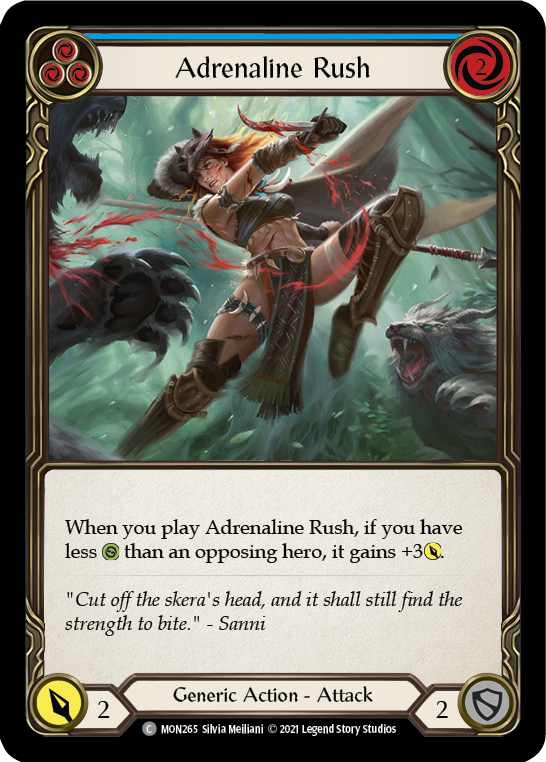 Adrenaline Rush
2
When you play Adrenaline Rush, if you have
less than an opposing hero, it gains +3.
"Cut off the skera's head, and it shall still find the
strength to bite." - Sanni
2
Generic Action - Attack
2
C MON265 Silvia Meiliani © 2021 Legend Story Studios